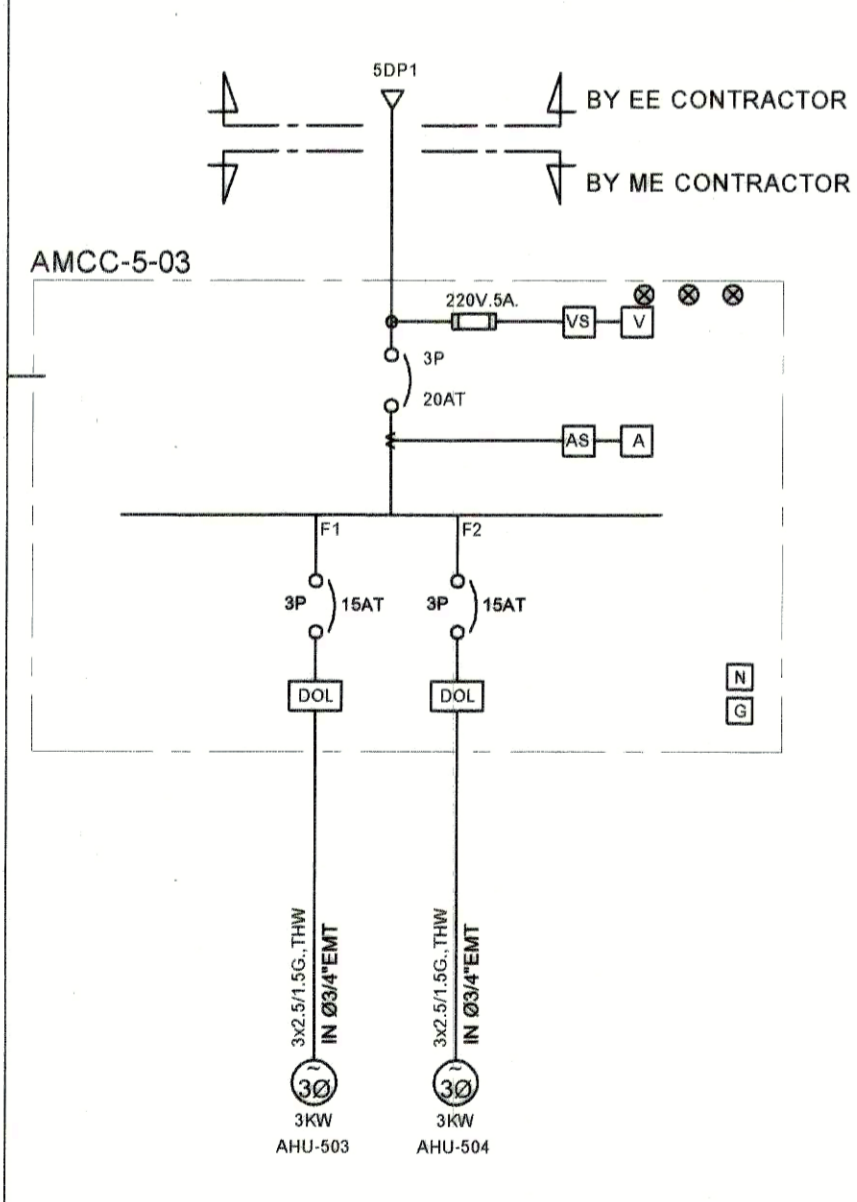 5DP1
BY EE CONTRACTOR
BY ME CONTRACTOR
AMCC-5-03
220V.5A.
VS
V
3P
20AT
AS
A
F1
F2
3P
15AT
3P
15AT
DOL
DOL
N
G
3x2.5/1.5G.,THW
IN Ø3/4"EMT
3x2.5/1.5G.,THW
IN Ø3/4"EMT
~
3Ø
~
3Ø
3KW
3KW
AHU-503
AHU-504